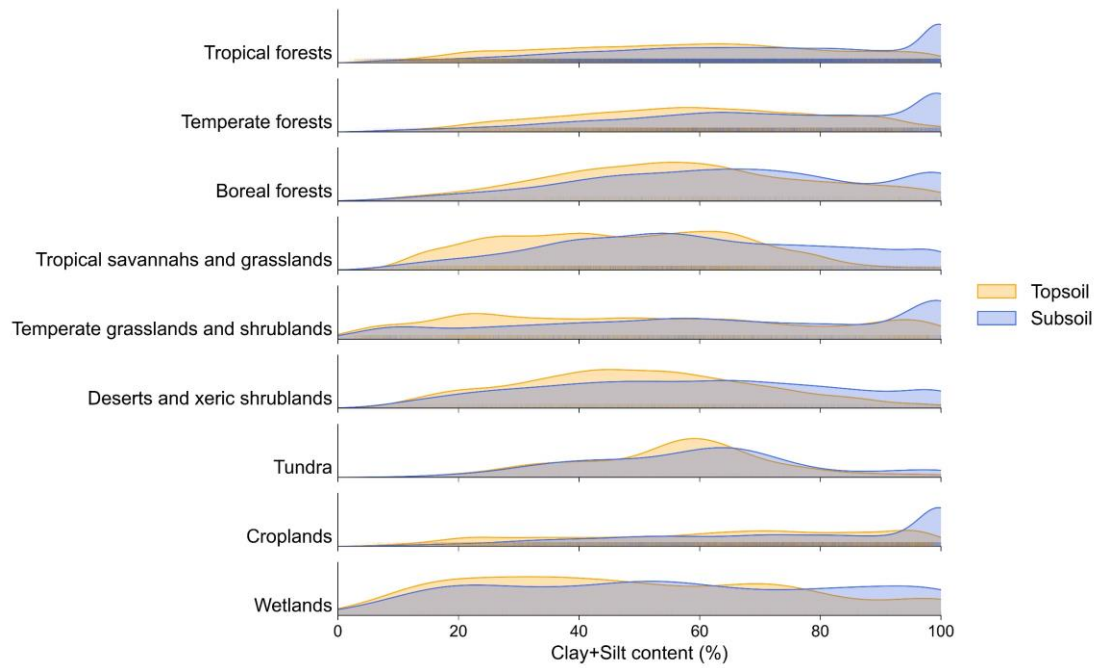 Tropical forests
Temperate forests
Boreal forests
Tropical savannahs and grasslands
Temperate grasslands and shrublands
Deserts and xeric shrublands
Tundra
Croplands
Wetlands
Topsoil
Subsoil
0 20 40 60 80 100
Clay+Silt content (%)